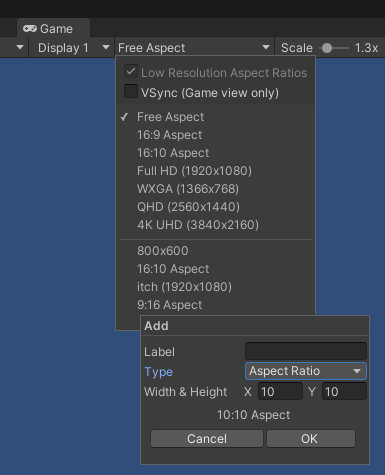 Game
Display 1 Free Aspect Scale 1.3x
Low Resolution Aspect Ratios
VSync (Game view only)
Free Aspect
16:9 Aspect
16:10 Aspect
Full HD (1920x1080)
WXGA (1366x768)
QHD (2560x1440)
4K UHD (3840x2160)
800x600
16:10 Aspect
itch (1920x1080)
9:16 Aspect
Add
Label
Type Aspect Ratio
Width & Height X 10 Y 10
10:10 Aspect
Cancel OK